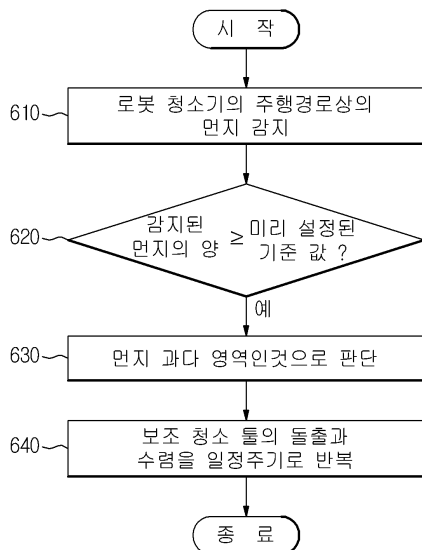 시 작
610
로봇 청소기의 주행경로상의
먼지 감지
620
감지된
먼지의 양
≥
미리 설정된
기준 값 ?
예
630
먼지 과다 영역인것으로 판단
640
보조 청소 툴의 돌출과
수렴을 일정주기로 반복
종 료